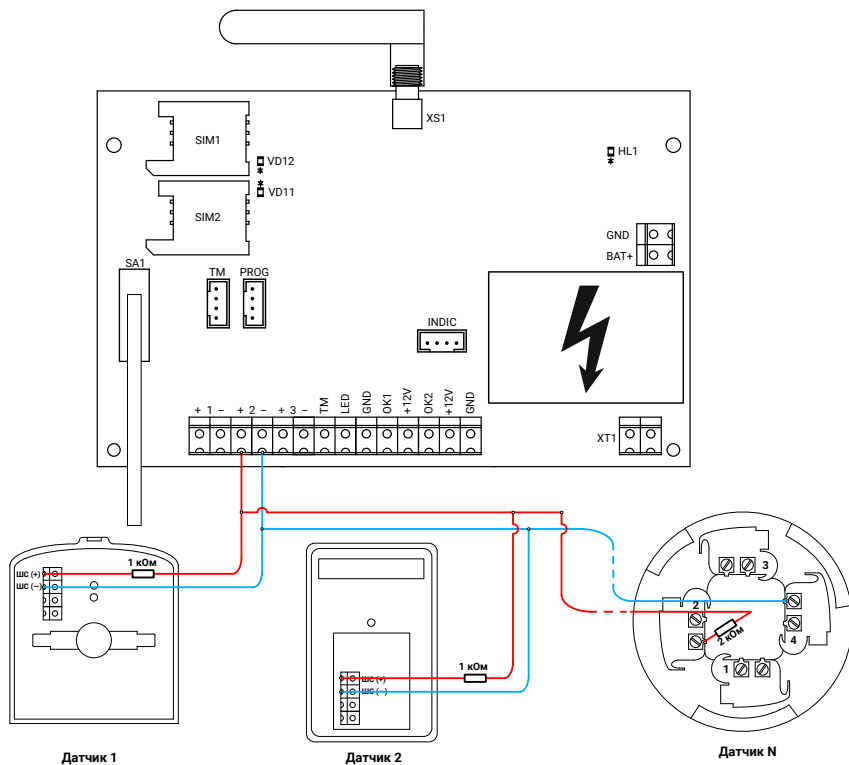 XS1
SIM1
VD12
HL1
VD11
SIM2
GND
BAT+
SA1
TM PROG
INDIC
+ 1 − + 2 − + 3 − TM LED GND OK1 +12V OK2 +12V GND
XT1
1 кОм
ШС (+)
ШС (−)
3
2
2 кОм
4
1
1 кОм
ШС (+)
ШС (−)
Датчик 1
Датчик 2
Датчик N